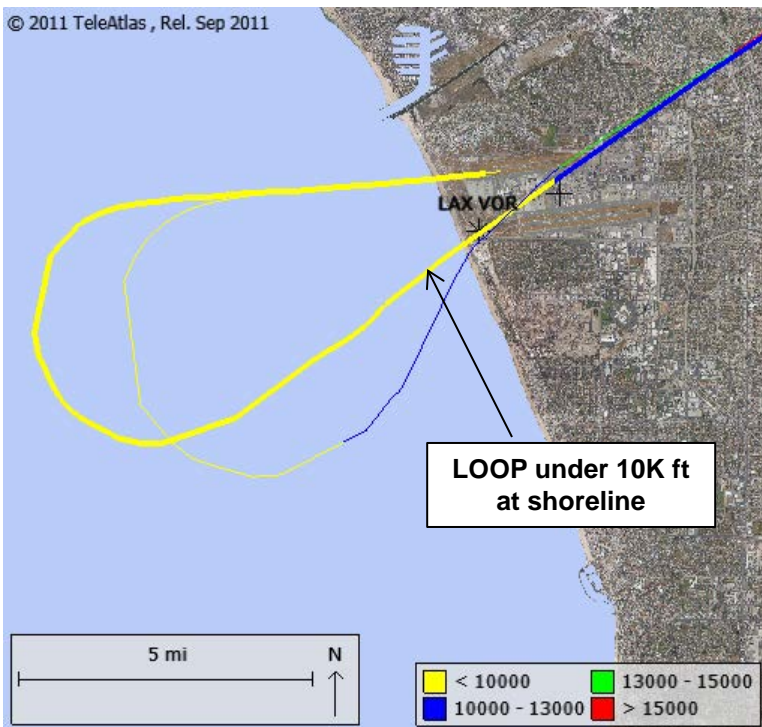 © 2011 TeleAtlas , Rel. Sep 2011
LAX VOR
LOOP under 10K ft
at shoreline
5 mi
N
< 10000
13000 - 15000
10000 - 13000
> 15000